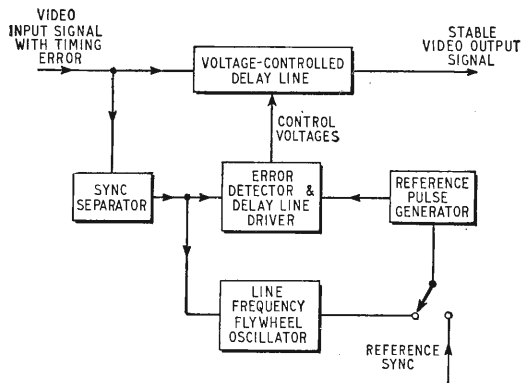 VIDEO
INPUT SIGNAL
WITH TIMING
ERROR
VOLTAGE-CONTROLLED
DELAY LINE
STABLE
VIDEO OUTPUT
SIGNAL
CONTROL
VOLTAGES
SYNC
SEPARATOR
ERROR
DETECTOR &
DELAY LINE
DRIVER
REFERENCE
PULSE
GENERATOR
LINE
FREQUENCY
FLYWHEEL
OSCILLATOR
REFERENCE
SYNC